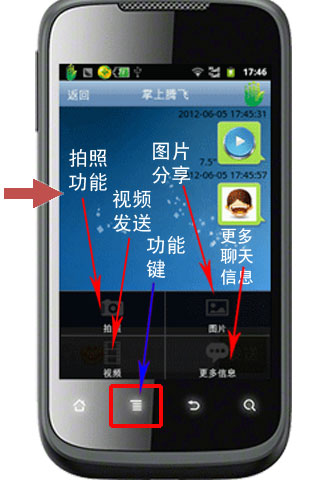 17:46
返回
掌上腾飞
2012-06-05 17:45:31
7.5"
2012-06-05 17:45:57
拍照
功能
图片
分享
视频
发送
功能
键
更多
聊天
信息
图片
视频
更多信息